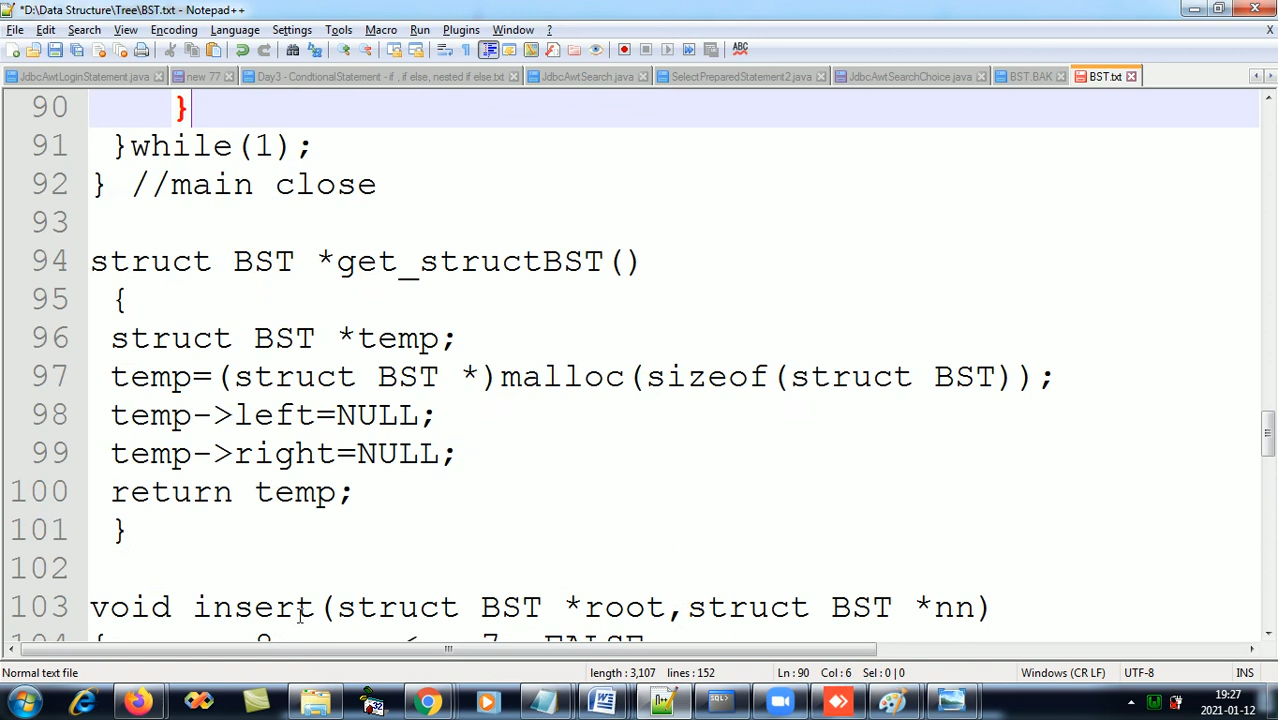 *D:\Data Structure\Tree\BST.txt - Notepad++
File Edit Search View Encoding Language Settings Tools Macro Run Plugins Window ? X
JdbcAwtLoginStatement.java new 77 Day3 - CondtionalStatement - if , if else, nested if else.txt JdbcAwtSearch.java SelectPreparedStatement2.java JdbcAwtSearchChoice.java BST.BAK BST.txt
90 }
91 }while(1);
92 } //main close
93
94 struct BST *get_structBST()
95 {
96 struct BST *temp;
97 temp=(struct BST *)malloc(sizeof(struct BST));
98 temp->left=NULL;
99 temp->right=NULL;
100 return temp;
101 }
102
103 void insert(struct BST *root,struct BST *nn)
Normal text file length : 3,107 lines : 152 Ln : 90 Col : 6 Sel : 0 | 0 Windows (CR LF) UTF-8 INS
19:27
2021-01-12